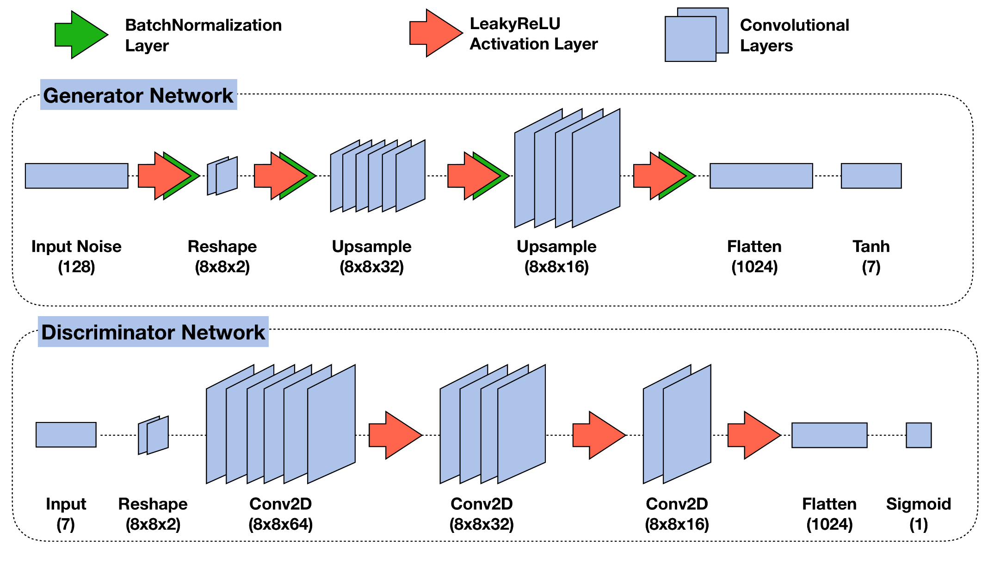 BatchNormalization
Layer
LeakyReLU
Activation Layer
Convolutional
Layers
Generator Network
Input Noise
(128)
Reshape
(8x8x2)
Upsample
(8x8x32)
Upsample
(8x8x16)
Flatten
(1024)
Tanh
(7)
Discriminator Network
Input
(7)
Reshape
(8x8x2)
Conv2D
(8x8x64)
Conv2D
(8x8x32)
Conv2D
(8x8x16)
Flatten
(1024)
Sigmoid
(1)